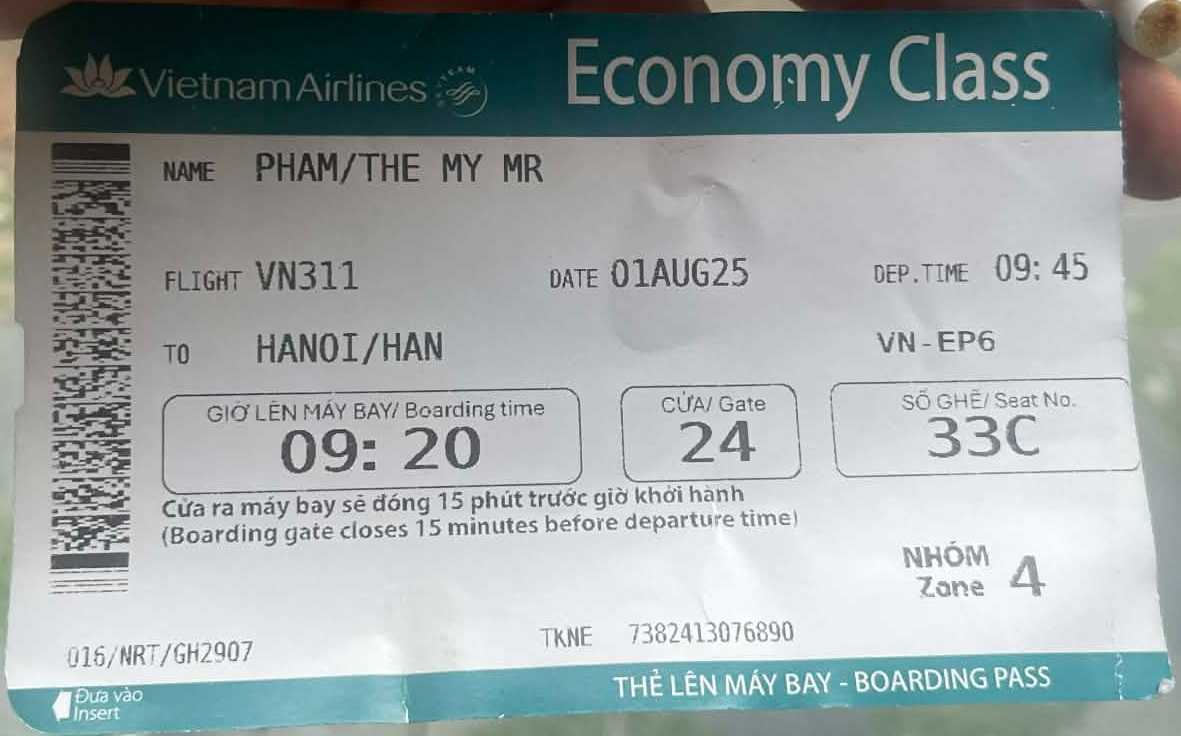 Vietnam Airlines
Economy Class
NAME PHAM/THE MY MR
FLIGHT VN311 DATE 01AUG25 DEP.TIME 09: 45
TO HANOI/HAN VN-EP6
GIỜ LÊN MÁY BAY/ Boarding time
09: 20
CỬA/ Gate
24
SỐ GHẾ/ Seat No.
33C
Cửa ra máy bay sẽ đóng 15 phút trước giờ khởi hành
(Boarding gate closes 15 minutes before departure time)
NHÓM
Zone 4
016/NRT/GH2907 TKNE 7382413076890
Đưa vào
Insert
THẺ LÊN MÁY BAY - BOARDING PASS